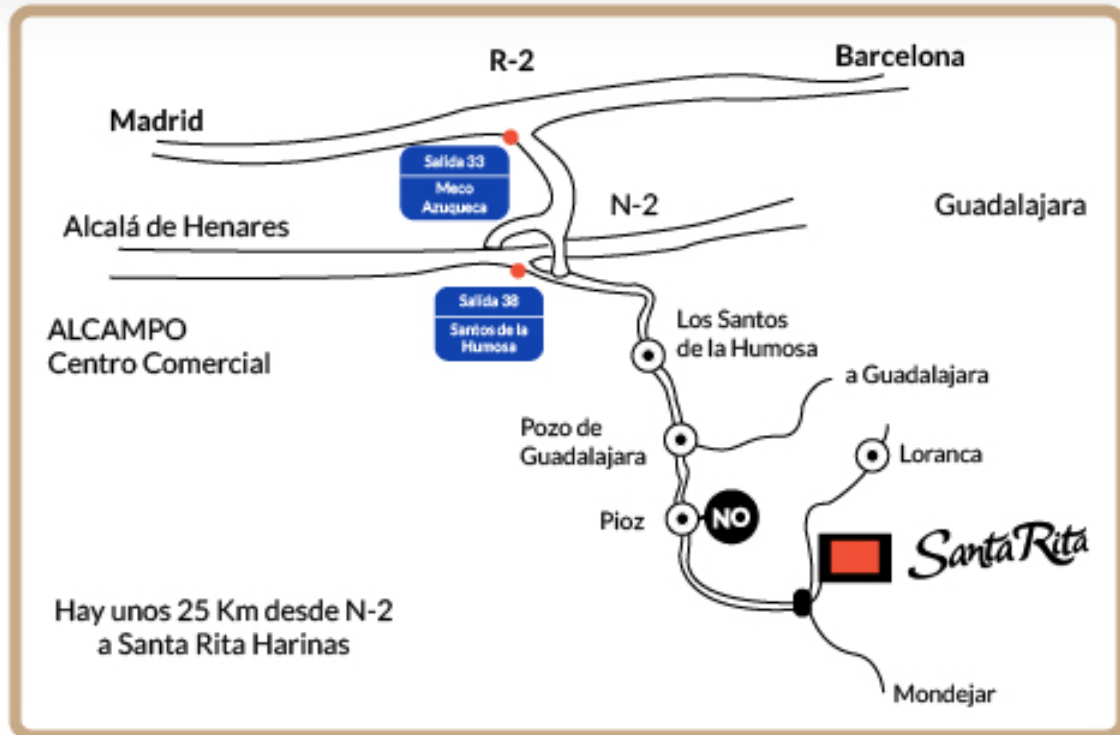 R-2
Barcelona
Madrid
Salida 33
Meco
Azuqueca
N-2
Guadalajara
Alcalá de Henares
Salida 38
Santos de la
Humosa
ALCAMPO
Centro Comercial
Los Santos
de la Humosa
a Guadalajara
Pozo de
Guadalajara
Loranca
Pioz
NO
Santa Rita
Hay unos 25 Km desde N-2
a Santa Rita Harinas
Mondejar